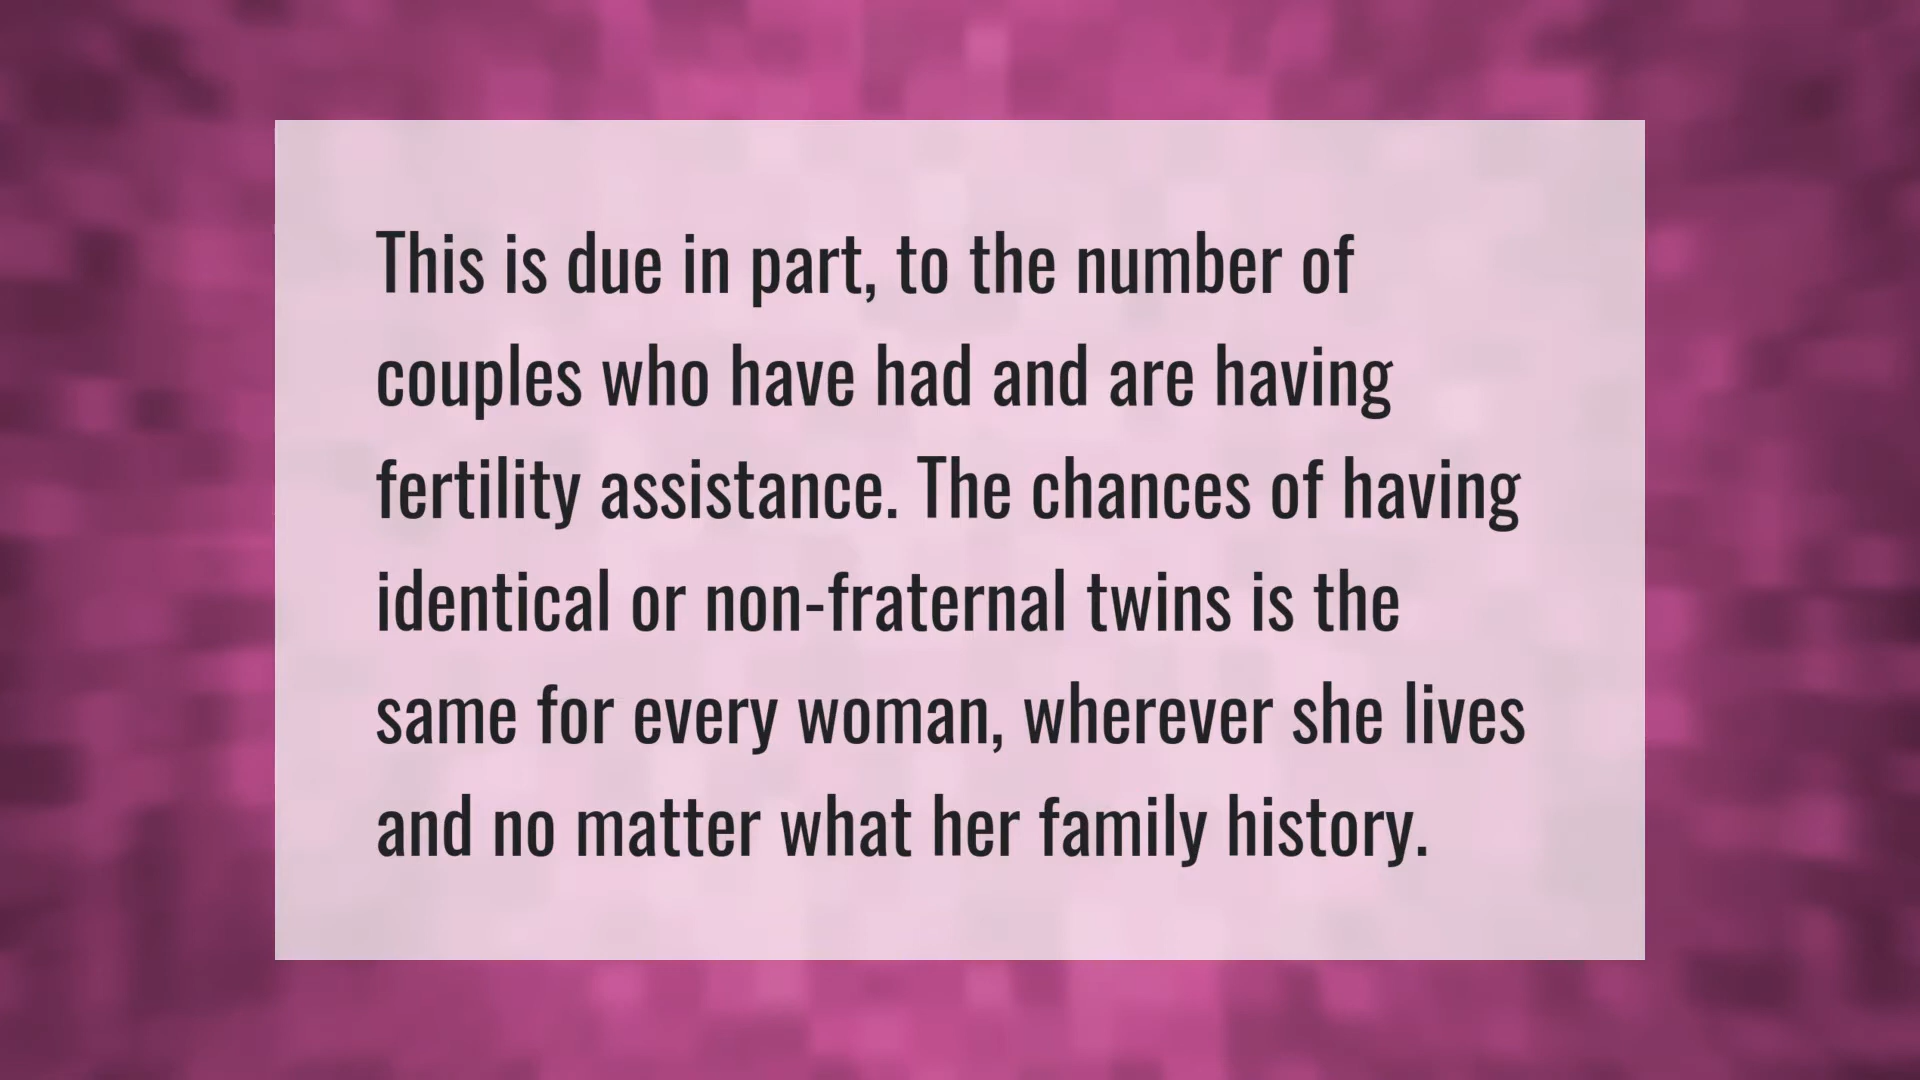 This is due in part, to the number of
couples who have had and are having
fertility assistance. The chances of having
identical or non-fraternal twins is the
same for every woman, wherever she lives
and no matter what her family history.